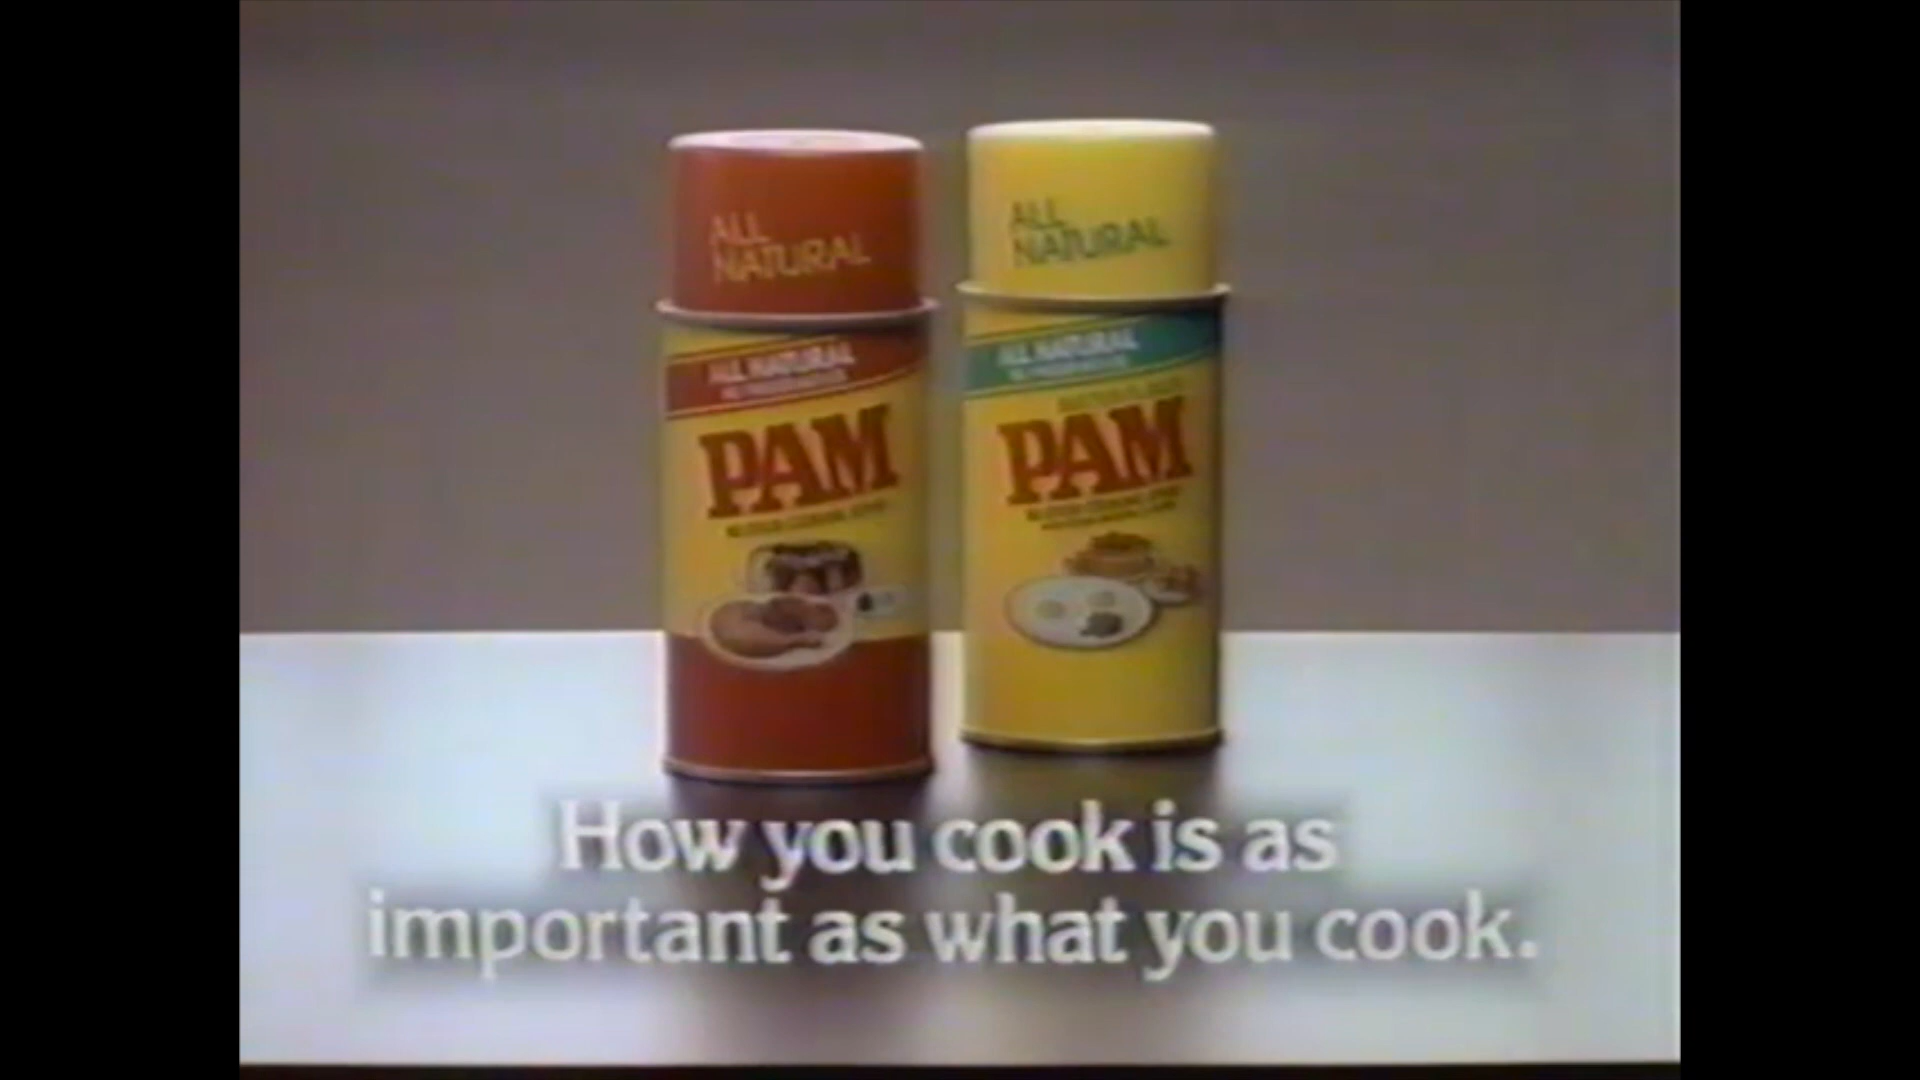 ALL
NATURAL
ALL
NATURAL
ALL NATURAL
ALL NATURAL
PAM
PAM
How you cook is as
important as what you cook.